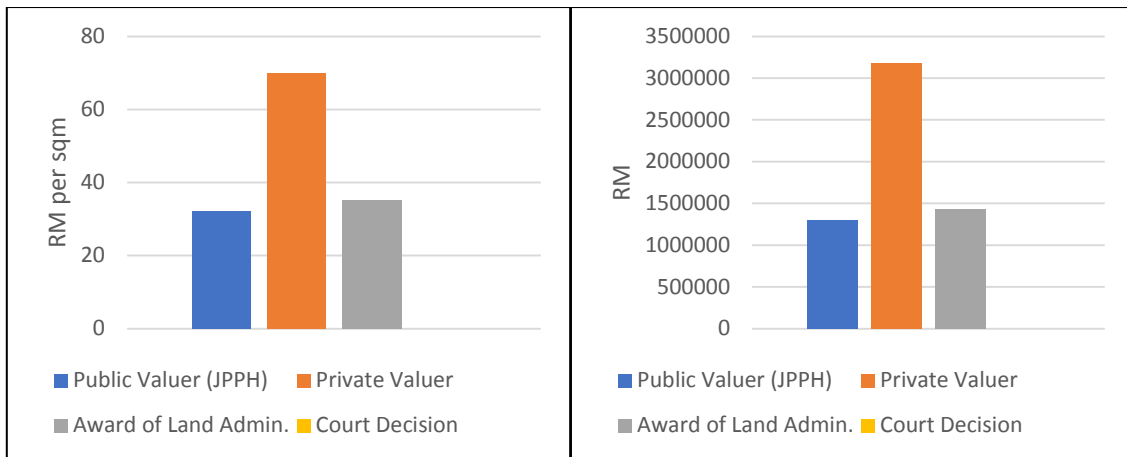 80
60
40
20
0
RM per sqm
Public Valuer (JPPH) Private Valuer
Award of Land Admin. Court Decision
3500000
3000000
2500000
2000000
1500000
1000000
500000
0
RM
Public Valuer (JPPH) Private Valuer
Award of Land Admin. Court Decision